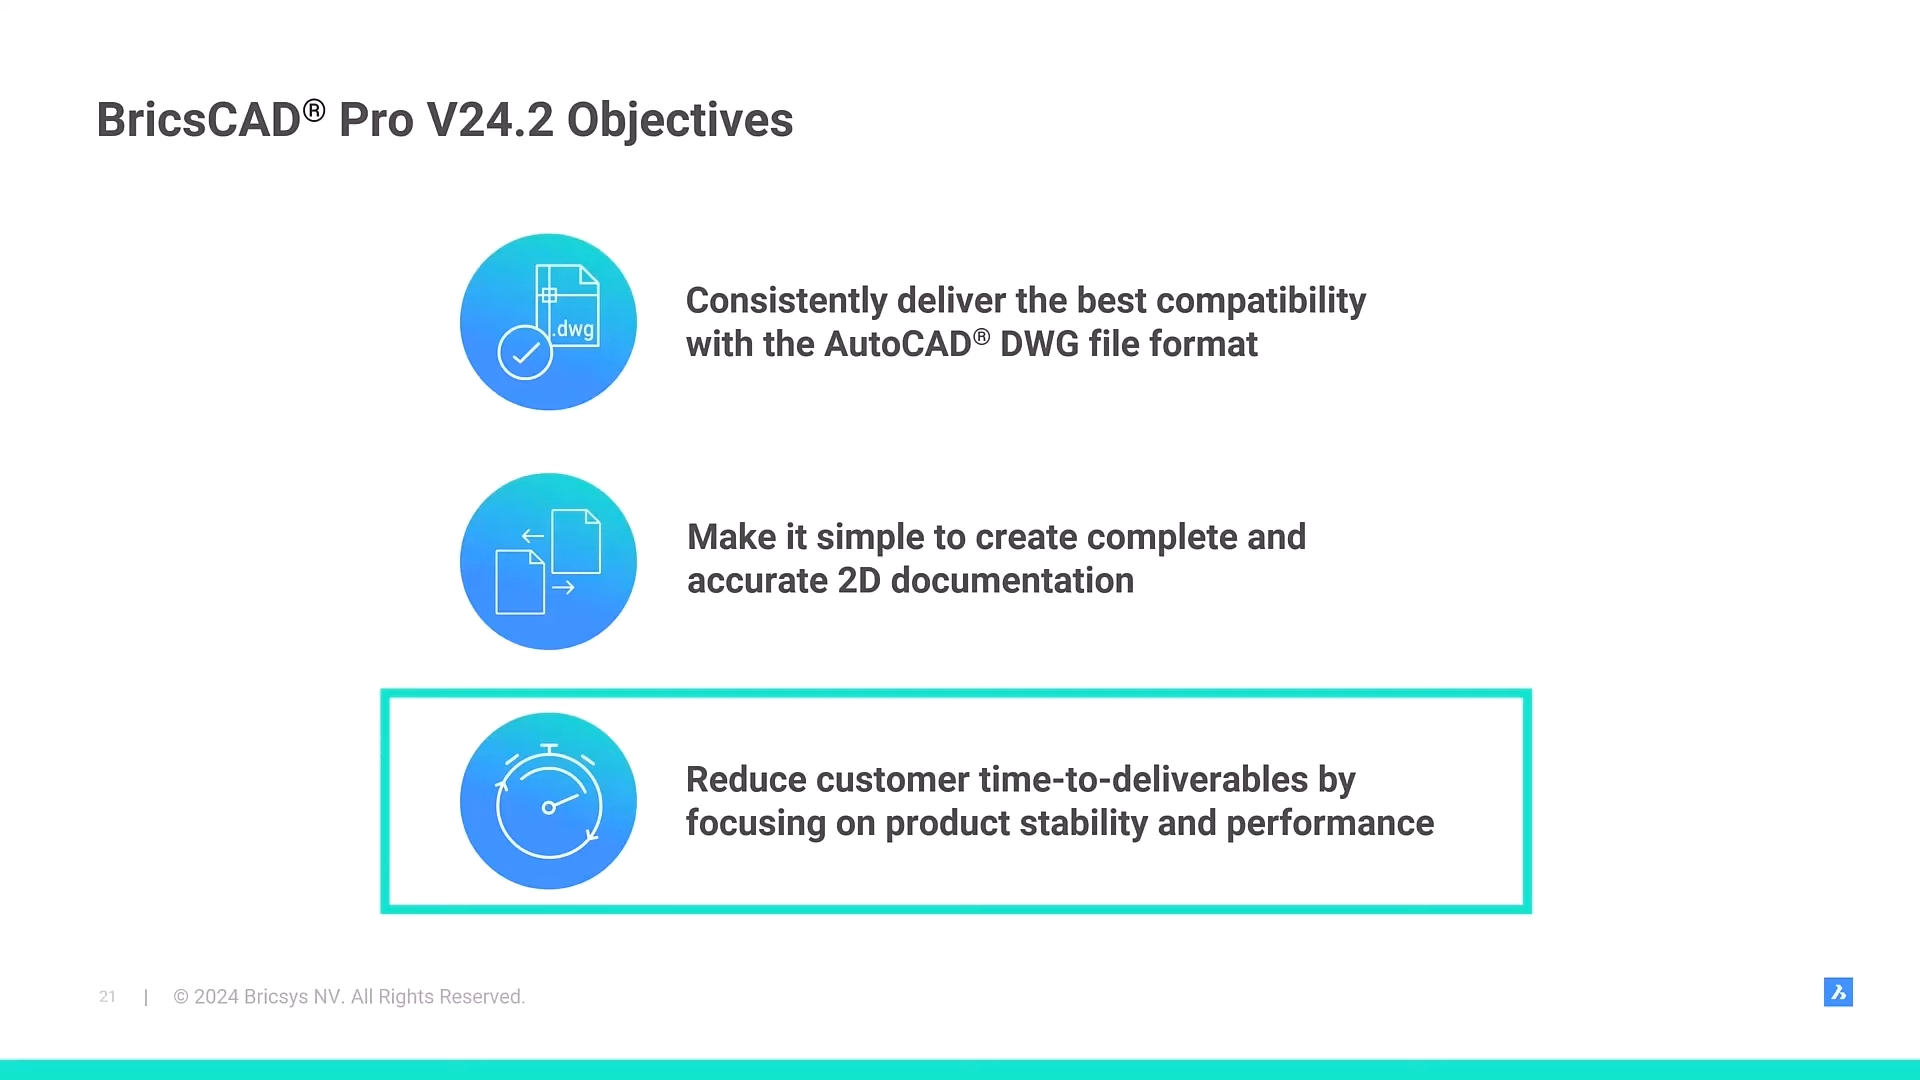 BricsCAD® Pro V24.2 Objectives
.dwg
Consistently deliver the best compatibility
with the AutoCAD® DWG file format
Make it simple to create complete and
accurate 2D documentation
Reduce customer time-to-deliverables by
focusing on product stability and performance
21 | © 2024 Bricsys NV. All Rights Reserved.